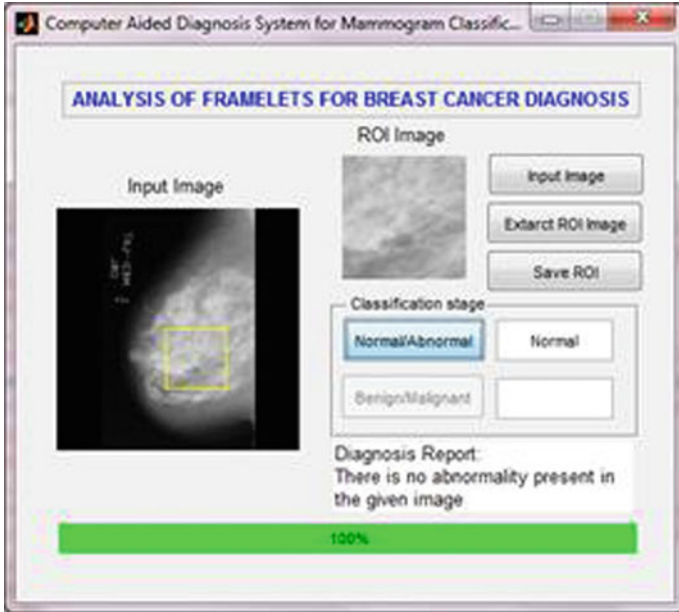 Computer Aided Diagnosis System for Mammogram Classific...
ANALYSIS OF FRAMELETS FOR BREAST CANCER DIAGNOSIS
Input Image
ROI Image
Input Image
Extarct ROI Image
Save ROI
Classification stage
Normal/Abnormal
Normal
Benign/Malignant
Diagnosis Report:
There is no abnormality present in
the given image
100%